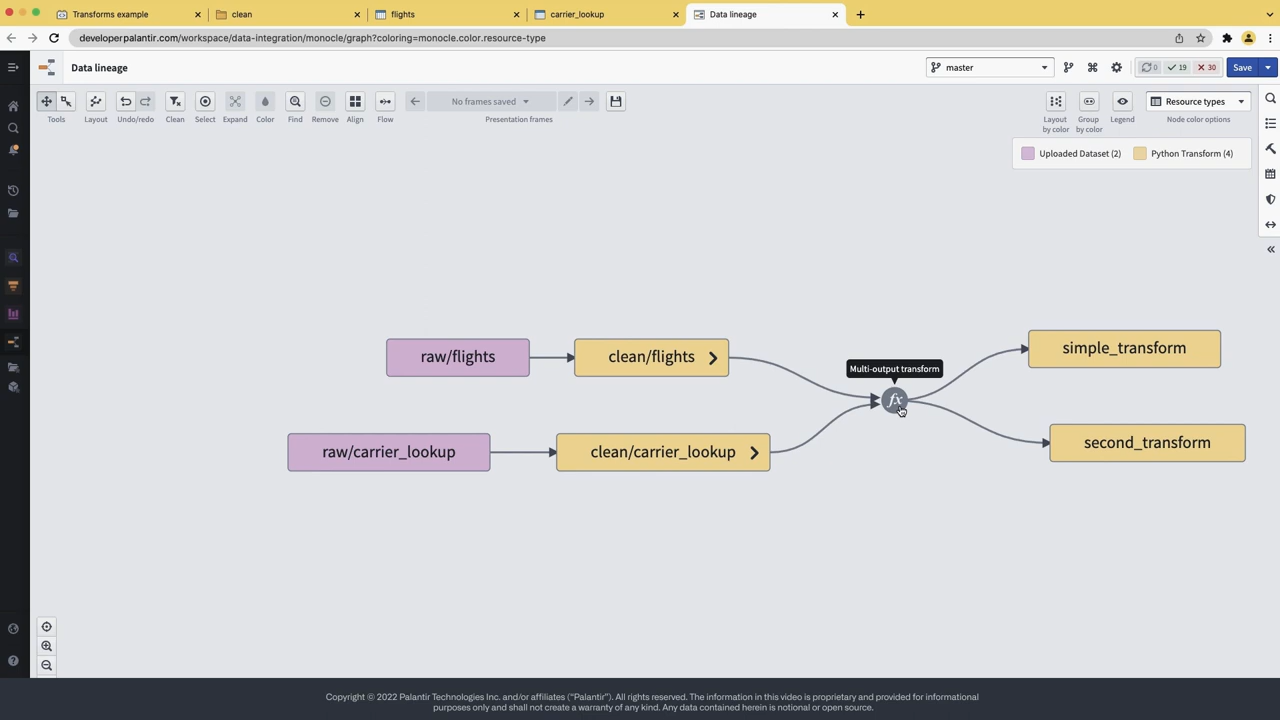 Transforms example
clean
flights
carrier_lookup
Data lineage
developerpalantir.com/workspace/data-integration/monocle/graph?coloring=monocle.color.resource-type
Data lineage
master
0
19
30
Save
No frames saved
Resource types
Tools
Layout
Undo/redo
Clean
Select
Expand
Color
Find
Remove
Align
Flow
Presentation frames
Layout by color
Group by color
Legend
Node color options
Uploaded Dataset (2)
Python Transform (4)
raw/flights
clean/flights
Multi-output transform
fx
simple_transform
raw/carrier_lookup
clean/carrier_lookup
second_transform
Copyright © 2022 Palantir Technologies Inc. and/or affiliates (“Palantir”). All rights reserved. The information in this video is proprietary and provided for informational
purposes only and shall not create a warranty of any kind. Any data contained herein is notional or open source.